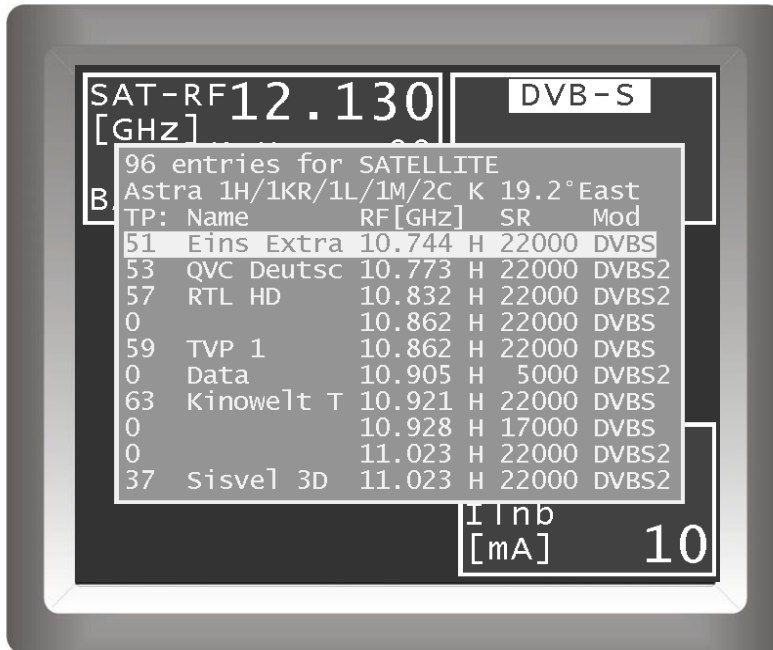 SAT-RF 12.130
[GHz]
DVB-S
B
96 entries for SATELLITE
Astra 1H/1KR/1L/1M/2C K 19.2°East
TP: Name RF[GHz] SR Mod
51 Eins Extra 10.744 H 22000 DVBS
53 QVC Deutsc 10.773 H 22000 DVBS2
57 RTL HD 10.832 H 22000 DVBS2
0 10.862 H 22000 DVBS
59 TVP 1 10.862 H 22000 DVBS
0 Data 10.905 H 5000 DVBS2
63 Kinowelt T 10.921 H 22000 DVBS
0 10.928 H 17000 DVBS
0 11.023 H 22000 DVBS2
37 Sisvel 3D 11.023 H 22000 DVBS2
Ilnb
[mA] 10